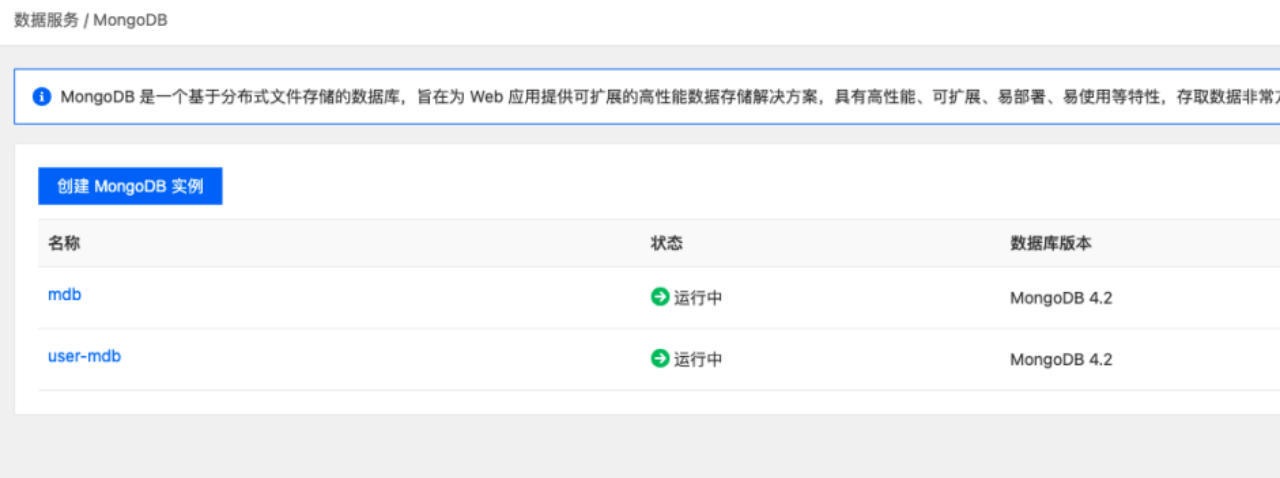 数据服务 / MongoDB
MongoDB 是一个基于分布式文件存储的数据库，旨在为 Web 应用提供可扩展的高性能数据存储解决方案，具有高性能、可扩展、易部署、易使用等特性，存取数据非常
创建 MongoDB 实例
名称 状态 数据库版本
mdb 运行中 MongoDB 4.2
user-mdb 运行中 MongoDB 4.2